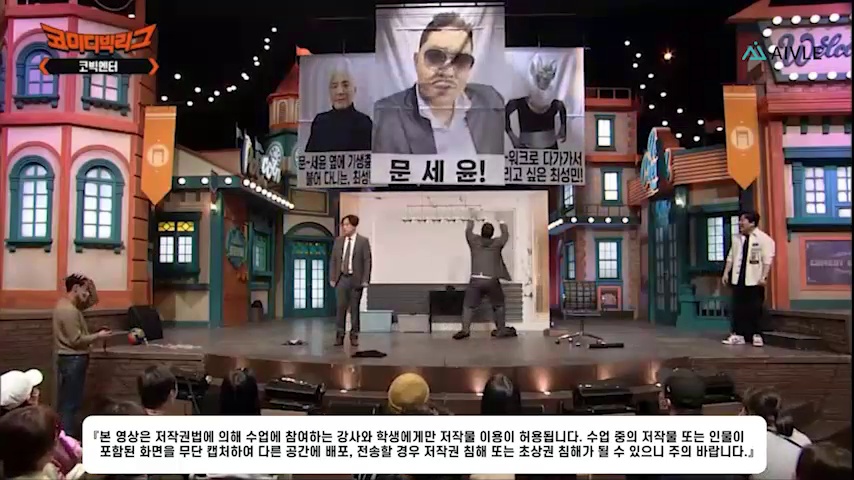 코미디빅리그
코빅엔터
AIVLE
문세윤 옆에 기생충
붙어 다니는, 최성
문세윤!
워크로 다가가서
리고 싶은 최성민!
『본 영상은 저작권법에 의해 수업에 참여하는 강사와 학생에게만 저작물 이용이 허용됩니다. 수업 중의 저작물 또는 인물이
포함된 화면을 무단 캡처하여 다른 공간에 배포, 전송할 경우 저작권 침해 또는 초상권 침해가 될 수 있으니 주의 바랍니다.』